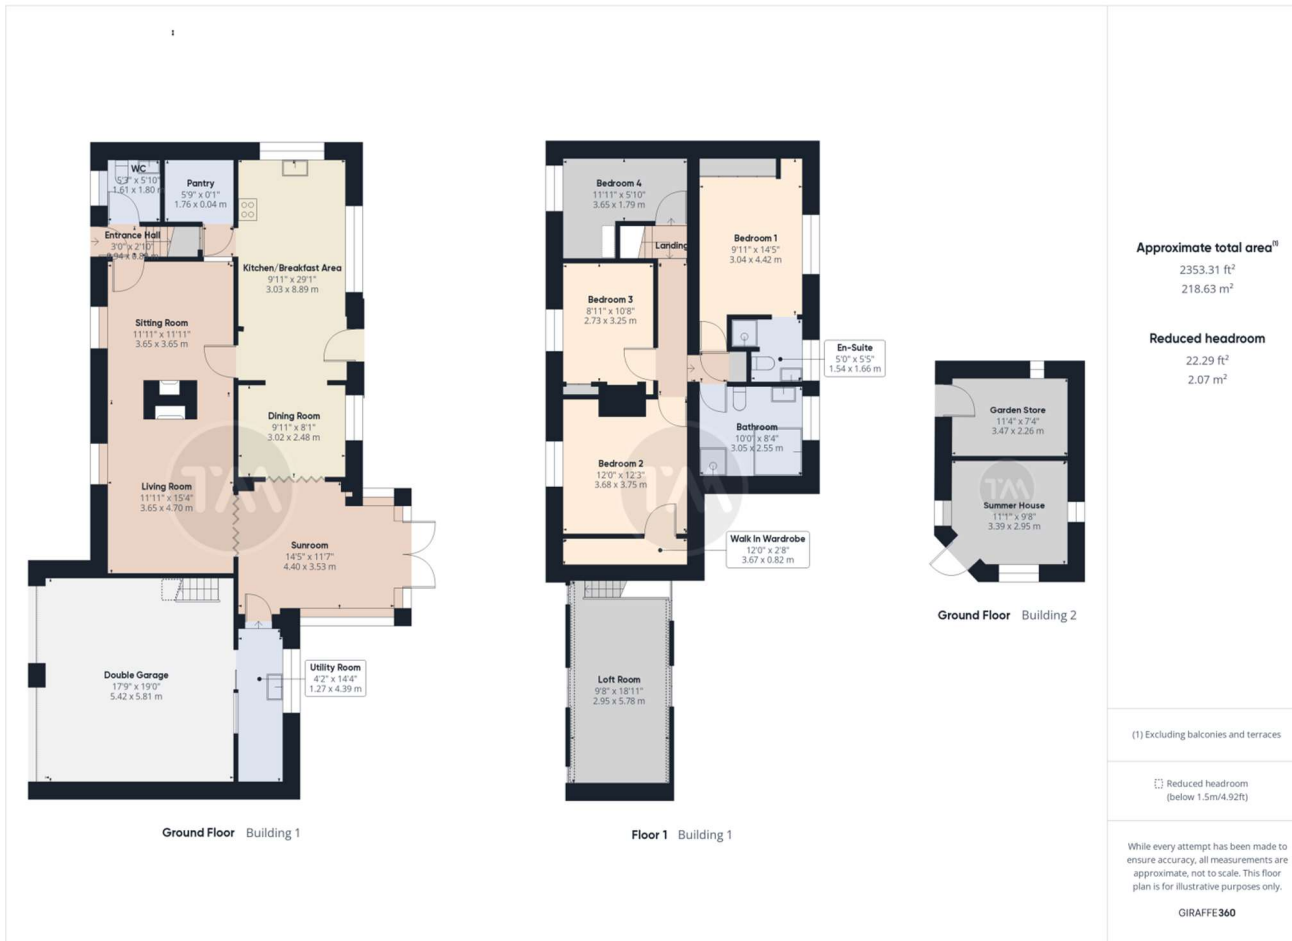 WC
5'3" x 5'10"
1.61 x 1.80 m
Pantry
5'9" x 0'1"
1.76 x 0.04 m
Entrance Hall
3'0" x 2'10"
Kitchen/Breakfast Area
9'11" x 29'1"
3.03 x 8.89 m
Sitting Room
11'11" x 11'11"
3.65 x 3.65 m
Dining Room
9'11" x 8'1"
3.02 x 2.48 m
TM
Living Room
11'11" x 15'4"
3.65 x 4.70 m
Sunroom
14'5" x 11'7"
4.40 x 3.53 m
Double Garage
17'9" x 19'0"
5.42 x 5.81 m
Utility Room
4'2" x 14'4"
1.27 x 4.39 m
Ground Floor Building 1
Bedroom 4
11'11" x 5'10"
3.65 x 1.79 m
Landing
Bedroom 1
9'11" x 14'5"
3.04 x 4.42 m
Bedroom 3
8'11" x 10'8"
2.73 x 3.25 m
En-Suite
5'0" x 5'5"
1.54 x 1.66 m
Bathroom
10'0" x 8'4"
3.05 x 2.55 m
Bedroom 2
12'0" x 12'3"
3.68 x 3.75 m
TM
Walk In Wardrobe
12'0" x 2'8"
3.67 x 0.82 m
Loft Room
9'8" x 18'11"
2.95 x 5.78 m
Floor 1 Building 1
Garden Store
11'4" x 7'4"
3.47 x 2.26 m
TM
Summer House
11'1" x 9'8"
3.39 x 2.95 m
Ground Floor Building 2
Approximate total area(1)
2353.31 ft²
218.63 m²
Reduced headroom
22.29 ft²
2.07 m²
(1) Excluding balconies and terraces
Reduced headroom
(below 1.5m/4.92ft)
While every attempt has been made to
ensure accuracy, all measurements are
approximate, not to scale. This floor
plan is for illustrative purposes only.
GIRAFFE360